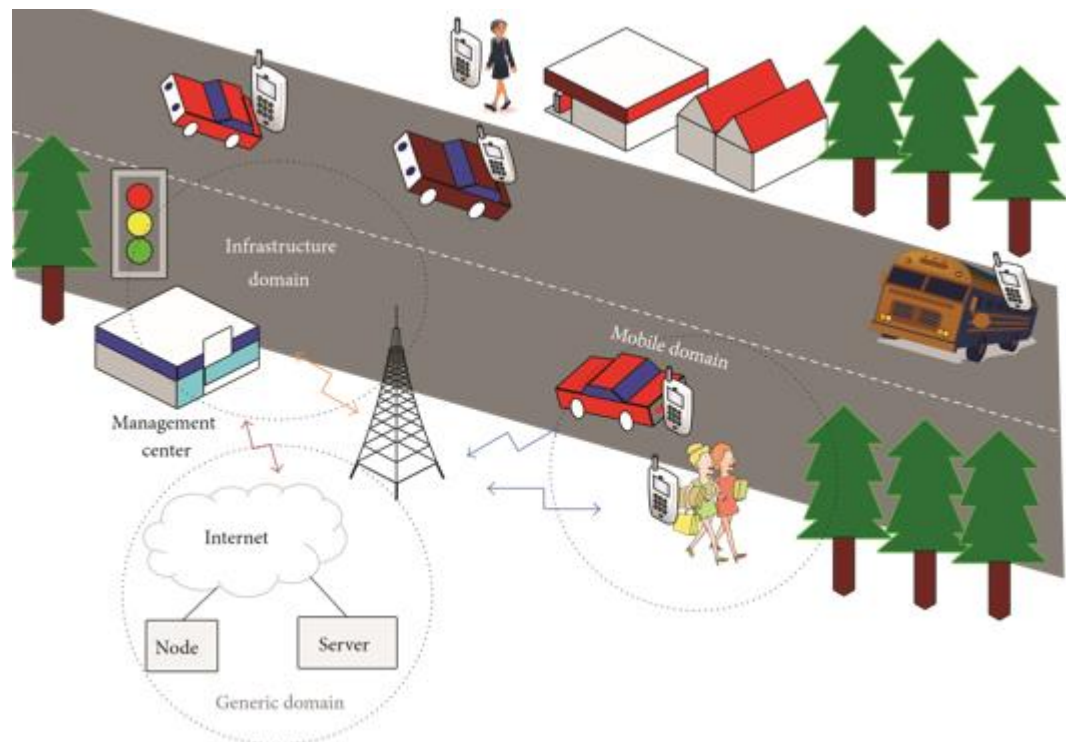 Infrastructure
domain
Mobile domain
Management
center
Internet
Node
Server
Generic domain